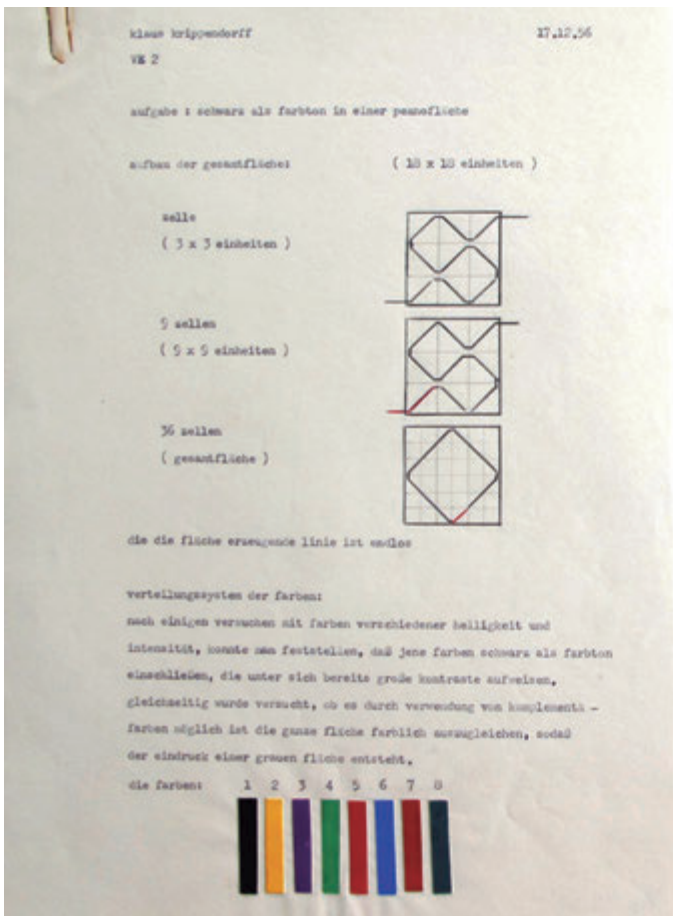 klaus krippendorff 17.12.56
VK 2
aufgabe : schwarz als farbton in einer peanofläche
aufbau der gesamtfläche: ( 18 x 18 einheiten )
zelle
( 3 x 3 einheiten )
9 zellen
( 9 x 9 einheiten )
36 zellen
( gesamtfläche )
die die fläche erzeugende linie ist endlos
verteilungssystem der farben:
nach einigen versuchen mit farben verschiedener helligkeit und
intensität, konnte man feststellen, daß jene farben schwarz als farbton
einschließen, die unter sich bereits große kontraste aufweisen,
gleichzeitig wurde versucht, ob es durch verwendung von komplementä -
farben möglich ist die ganze fläche farblich auszugleichen, sodaß
der eindruck einer grauen fläche entsteht.
die farben: 1 2 3 4 5 6 7 8